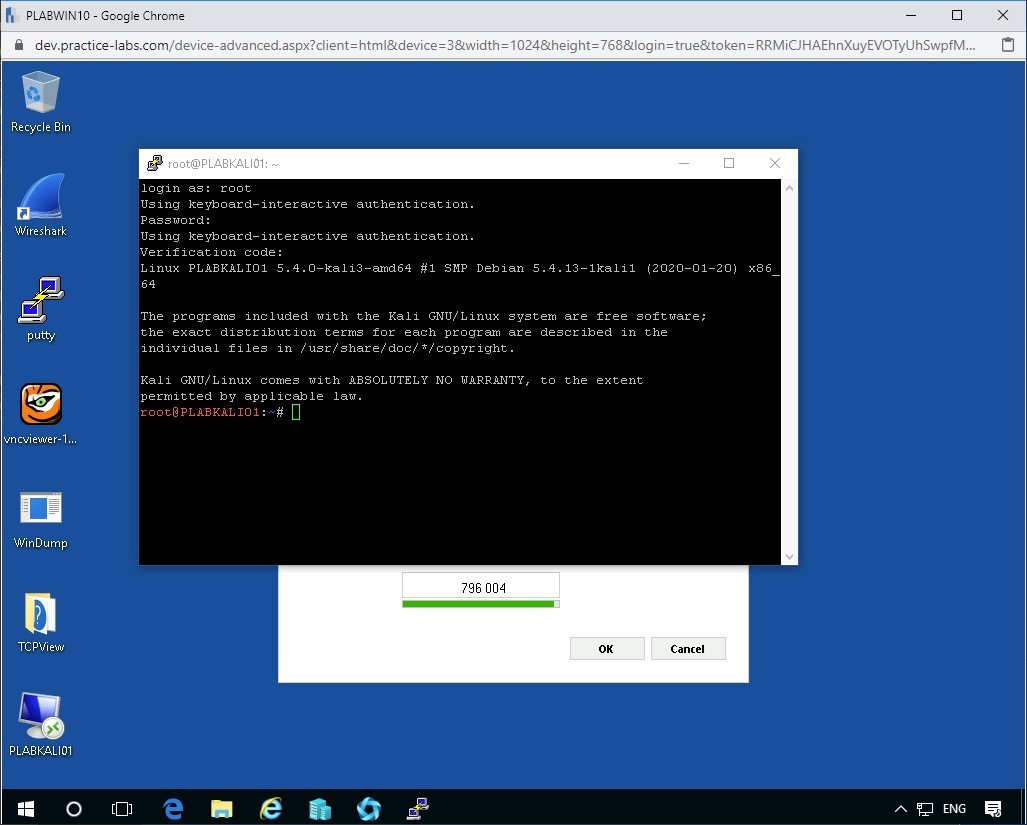 PLABWIN10 - Google Chrome
dev.practice-labs.com/device-advanced.aspx?client=html&device=3&width=1024&height=768&login=true&token=RRMiCJHAEhnXuyEVOTyUhSwpfM...
Recycle Bin
Wireshark
putty
vncviewer-1...
WinDump
TCPView
PLABKALI01
root@PLABKALI01: ~
login as: root
Using keyboard-interactive authentication.
Password:
Using keyboard-interactive authentication.
Verification code:
Linux PLABKALI01 5.4.0-kali3-amd64 #1 SMP Debian 5.4.13-1kali1 (2020-01-20) x86_
64
The programs included with the Kali GNU/Linux system are free software;
the exact distribution terms for each program are described in the
individual files in /usr/share/doc/*/copyright.
Kali GNU/Linux comes with ABSOLUTELY NO WARRANTY, to the extent
permitted by applicable law.
root@PLABKALI01:~#
796 004
OK
Cancel
ENG